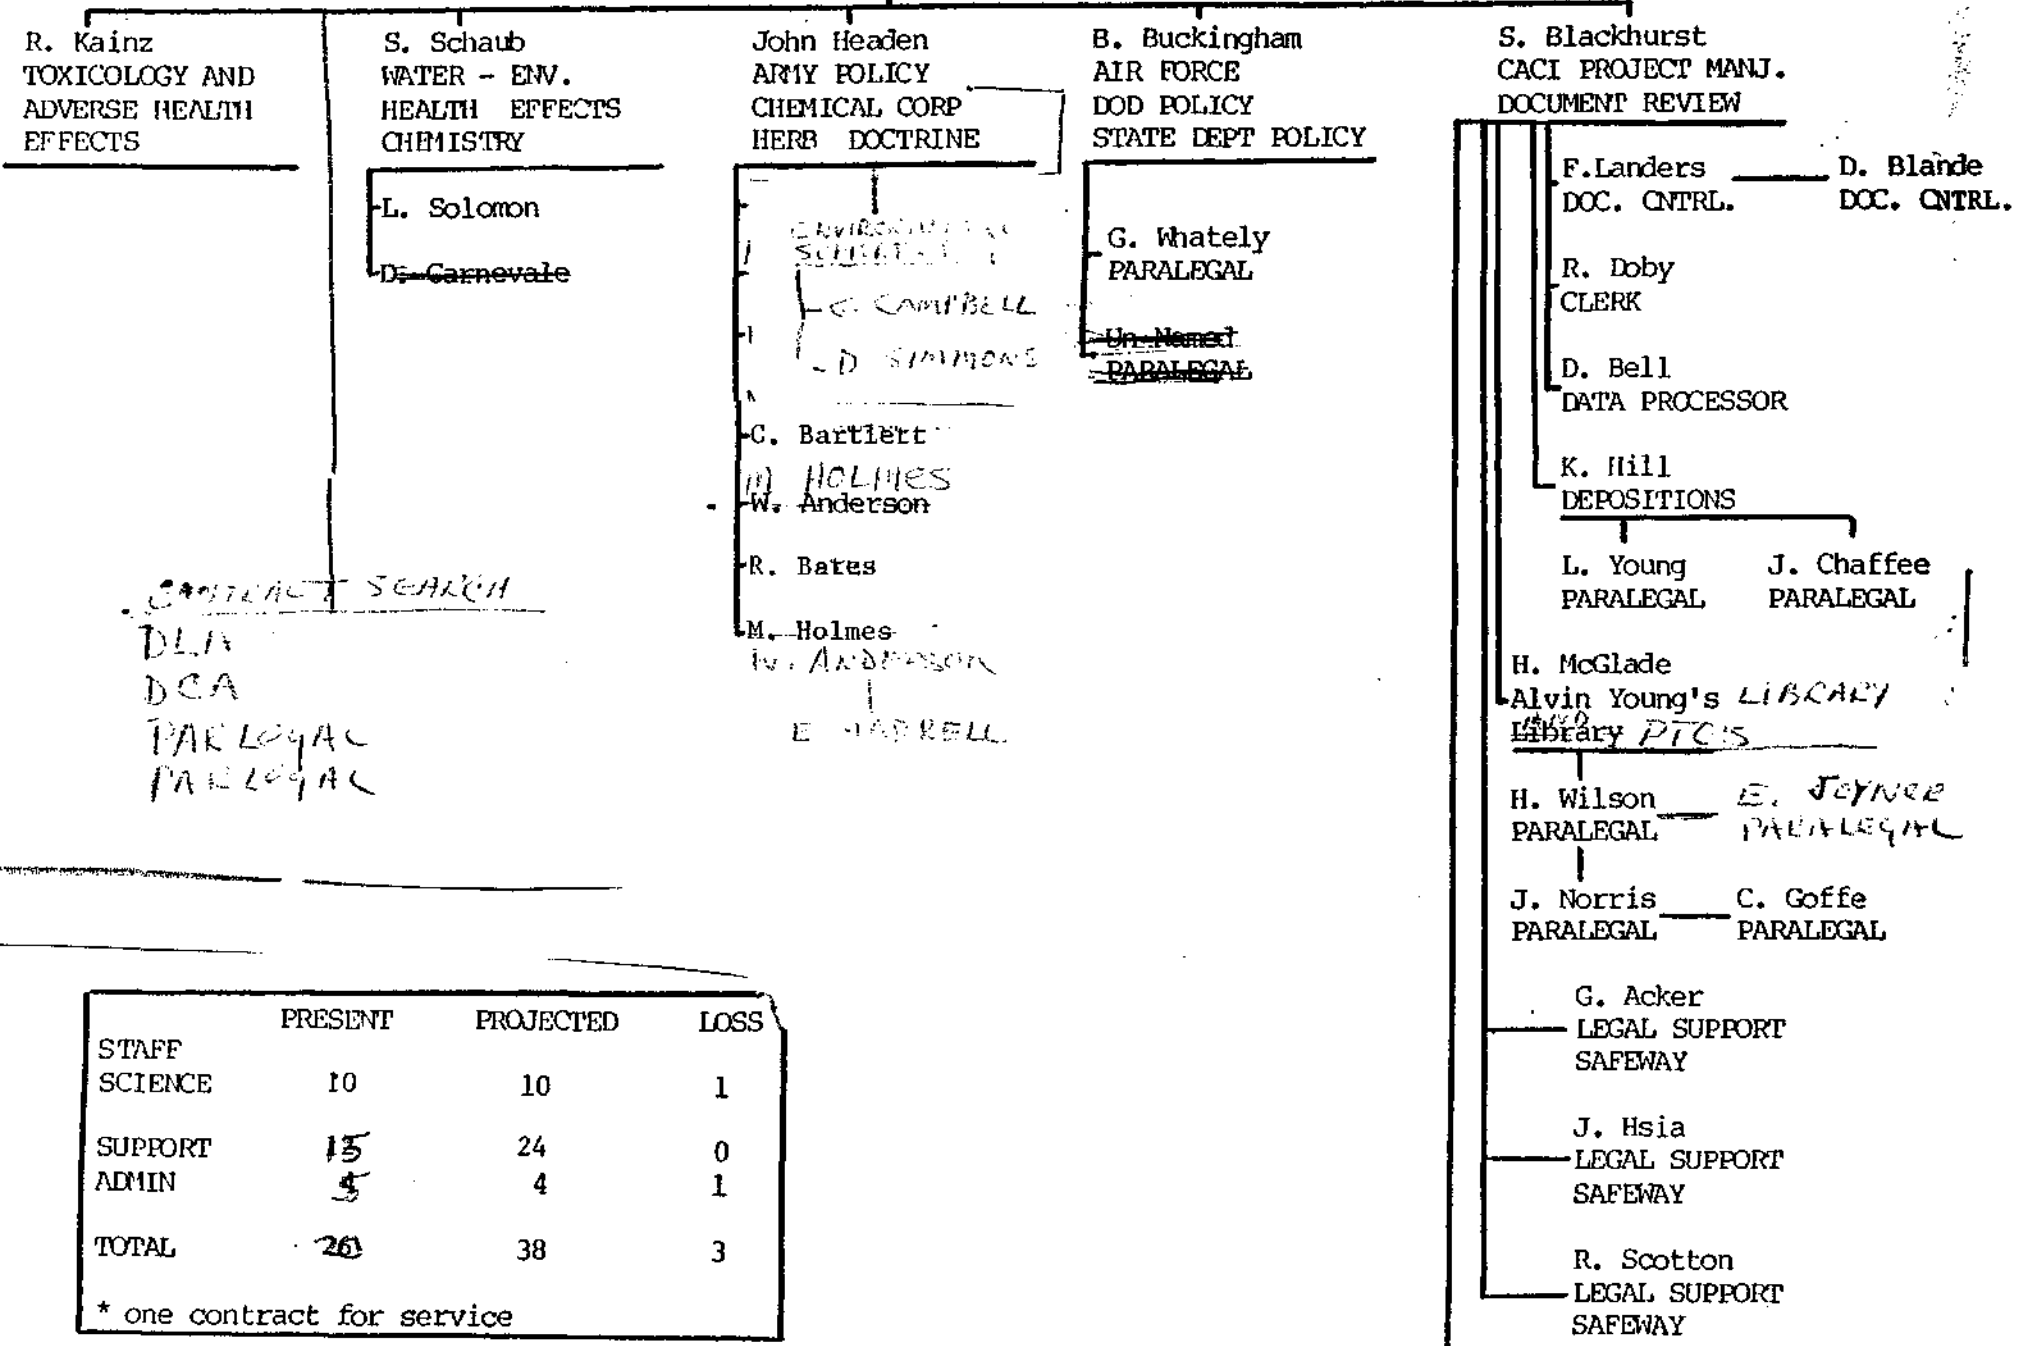 R. Kainz
TOXICOLOGY AND
ADVERSE HEALTH
EFFECTS
S. Schaub
WATER - ENV.
HEALTH EFFECTS
CHEMISTRY
L. Solomon
D. Carnevale
John Headen
ARMY POLICY
CHEMICAL CORP
HERB DOCTRINE
C. CAMPBELL
D SIMMONS
C. Bartlett
M HOLMES
W. Anderson
R. Bates
M. Holmes
W. ANDERSON
E HARRELL
B. Buckingham
AIR FORCE
DOD POLICY
STATE DEPT POLICY
G. Whately
PARALEGAL
Un-Named
PARALEGAL
S. Blackhurst
CACI PROJECT MANJ.
DOCUMENT REVIEW
F.Landers
DOC. CNTRL.
D. Blande
DOC. CNTRL.
R. Doby
CLERK
D. Bell
DATA PROCESSOR
K. Hill
DEPOSITIONS
L. Young
PARALEGAL
J. Chaffee
PARALEGAL
H. McGlade
Alvin Young's LIBRARY
Library AND PTC'S
H. Wilson
PARALEGAL
E. JOYNER
PARALEGAL
J. Norris
PARALEGAL
C. Goffe
PARALEGAL
G. Acker
LEGAL SUPPORT
SAFEWAY
J. Hsia
LEGAL SUPPORT
SAFEWAY
R. Scotton
LEGAL SUPPORT
SAFEWAY
CONTRACT SEARCH
DLA
DCA
PARLEGAL
PARLEGAL
PRESENT PROJECTED LOSS
STAFF
SCIENCE 10 10 1
SUPPORT 15 24 0
ADMIN 4 1
TOTAL 38 3
* one contract for service